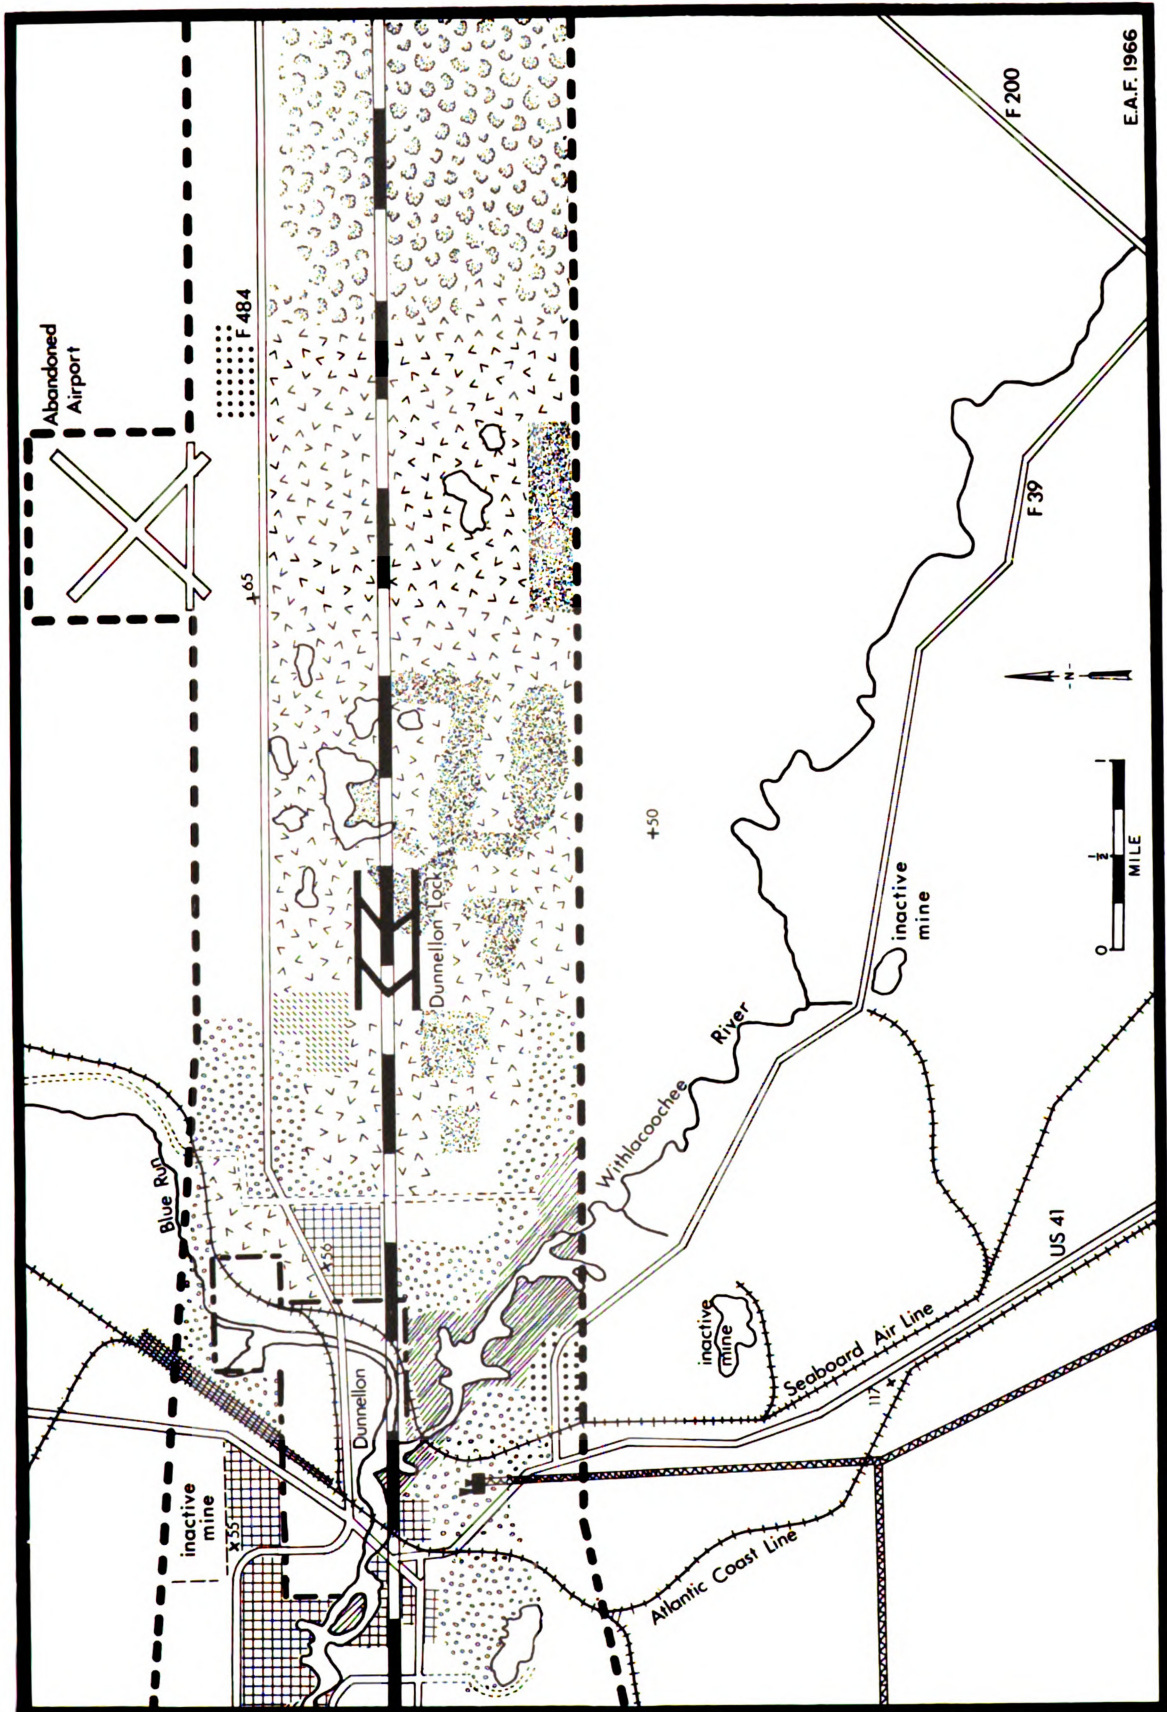 Abandoned
Airport
F 484
+65
F 200
E.A.F. 1966
F 39
-N-
+50
0
½
1
MILE
Dunnellon Lock
inactive
mine
River
Withlacoochee
Blue Run
x56
Dunnellon
inactive
mine
x55
inactive
mine
Seaboard Air Line
US 41
117
x
Atlantic Coast Line